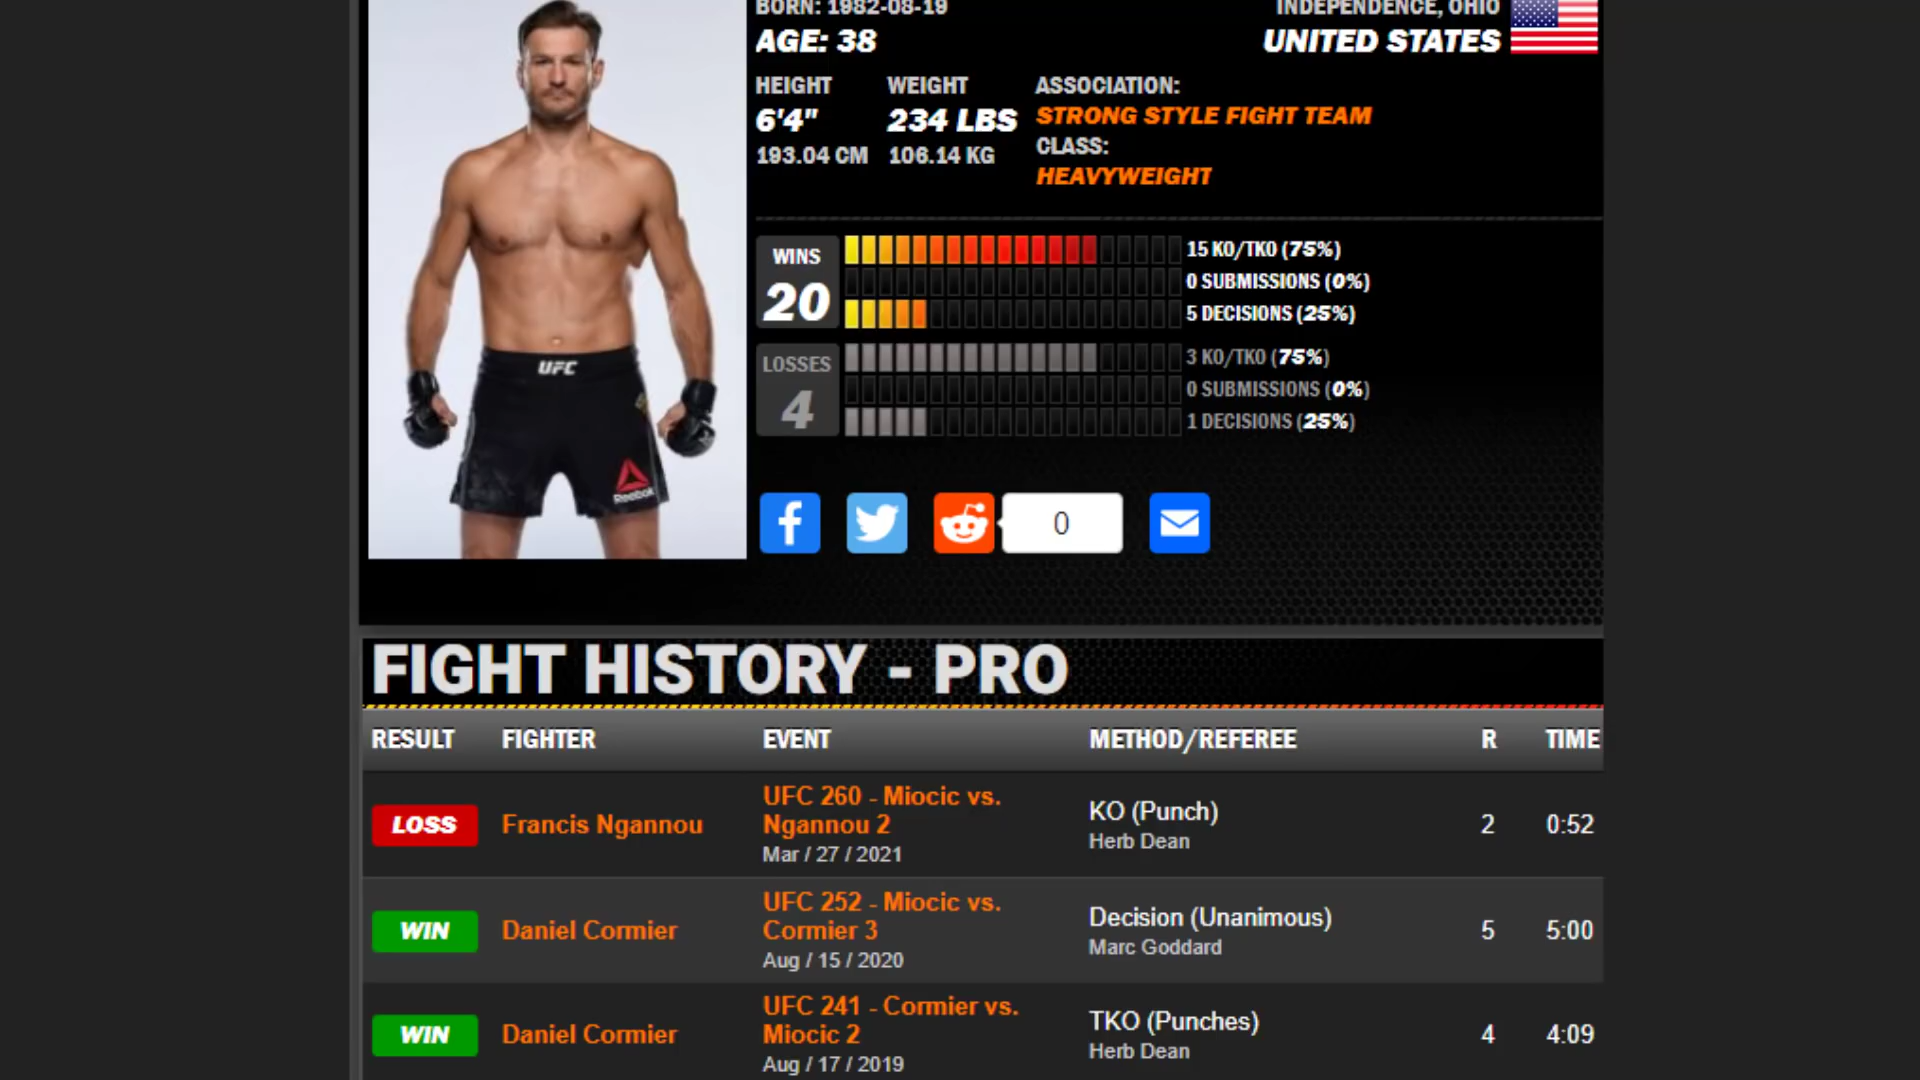 BORN: 1982-08-19
INDEPENDENCE, OHIO
AGE: 38
UNITED STATES
HEIGHT
WEIGHT
ASSOCIATION:
6'4"
234 LBS
STRONG STYLE FIGHT TEAM
193.04 CM
106.14 KG
CLASS:
HEAVYWEIGHT
WINS
20
15 KO/TKO (75%)
0 SUBMISSIONS (0%)
5 DECISIONS (25%)
LOSSES
4
3 KO/TKO (75%)
0 SUBMISSIONS (0%)
1 DECISIONS (25%)
UFC
Reebok
0
FIGHT HISTORY - PRO
RESULT FIGHTER EVENT METHOD/REFEREE R TIME
LOSS
Francis Ngannou
UFC 260 - Miocic vs.
Ngannou 2
Mar / 27 / 2021
KO (Punch)
Herb Dean
2
0:52
WIN
Daniel Cormier
UFC 252 - Miocic vs.
Cormier 3
Aug / 15 / 2020
Decision (Unanimous)
Marc Goddard
5
5:00
WIN
Daniel Cormier
UFC 241 - Cormier vs.
Miocic 2
Aug / 17 / 2019
TKO (Punches)
Herb Dean
4
4:09